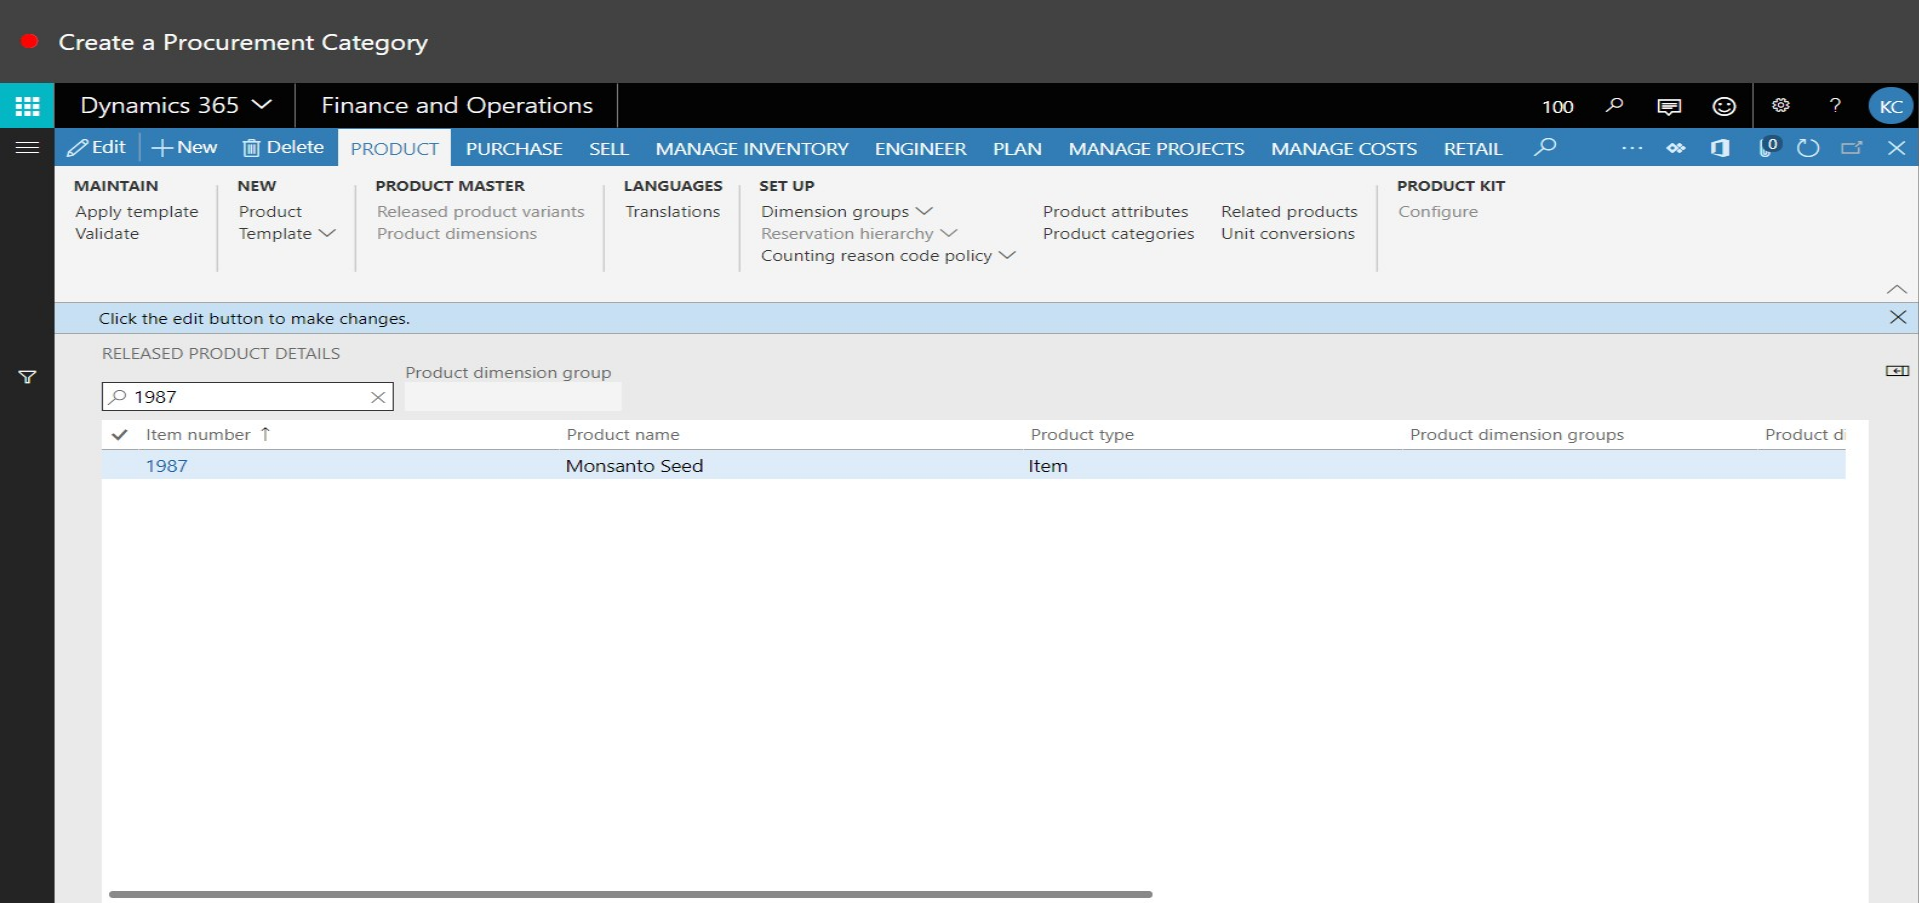 Create a Procurement Category
Dynamics 365 Finance and Operations 100 ? KC
Edit New Delete PRODUCT PURCHASE SELL MANAGE INVENTORY ENGINEER PLAN MANAGE PROJECTS MANAGE COSTS RETAIL ... 0
MAINTAIN NEW PRODUCT MASTER LANGUAGES SET UP PRODUCT KIT
Apply template Product Released product variants Translations Dimension groups Product attributes Related products Configure
Validate Template Product dimensions Reservation hierarchy Product categories Unit conversions
Counting reason code policy
Click the edit button to make changes.
RELEASED PRODUCT DETAILS
Product dimension group
1987
Item number Product name Product type Product dimension groups Product di
1987 Monsanto Seed Item